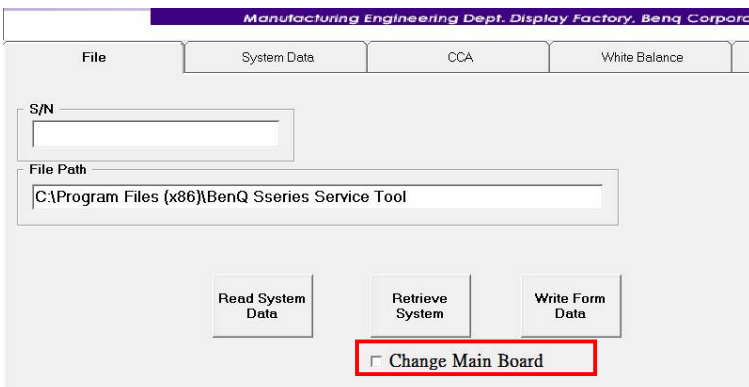 Manufacturing Engineering Dept. Display Factory, Benq Corpora
File
System Data
CCA
White Balance
S/N
File Path
C:\Program Files (x86)\BenQ Sseries Service Tool
Read System
Data
Retrieve
System
Write Form
Data
Change Main Board